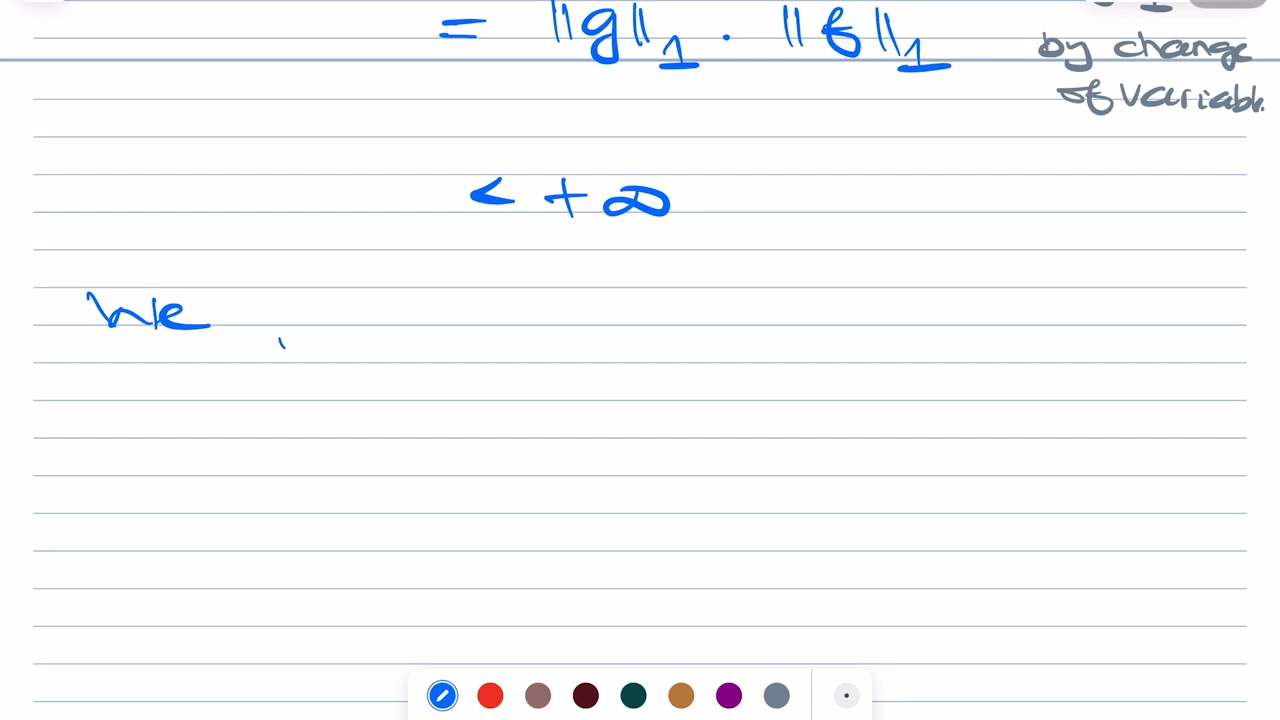 = ||g||₁ · ||f||₁
by change
of variable.
< + ∞
We